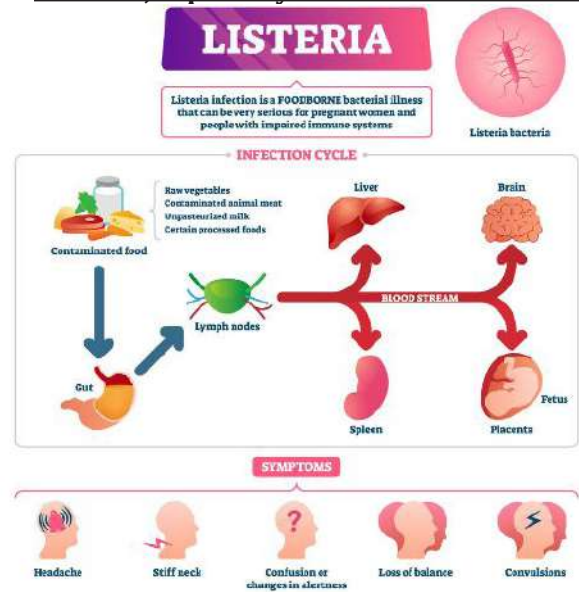 LISTERIA
Listeria infection is a FOODBORNE bacterial illness
that can be very serious for pregnant women and
people with impaired immune systems
Listeria bacteria
INFECTION CYCLE
Raw vegetables
Contaminated animal meat
Unpasteurized milk
Certain processed foods
Contaminated food
Liver
Brain
Lymph nodes
BLOOD STREAM
Gut
Spleen
Placenta
Fetus
SYMPTOMS
Headache
Stiff neck
Confusion or
changes in alertness
Loss of balance
Convulsions